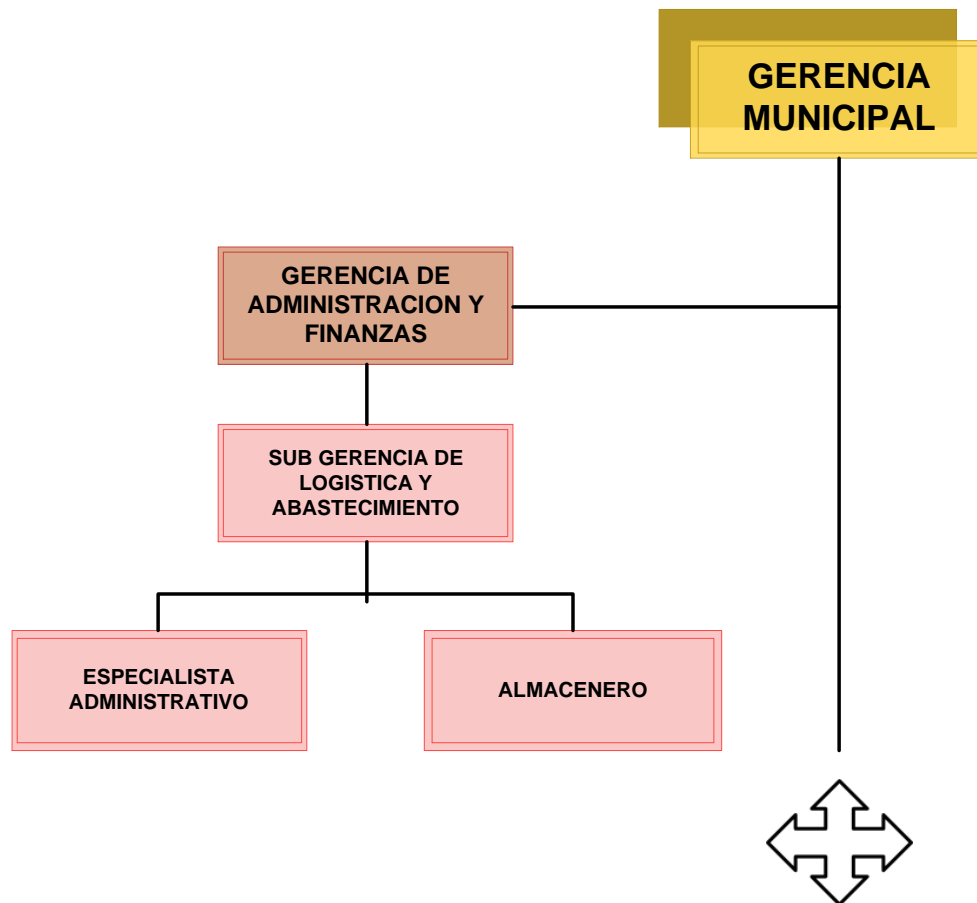 GERENCIA
MUNICIPAL
GERENCIA DE
ADMINISTRACION Y
FINANZAS
SUB GERENCIA DE
LOGISTICA Y
ABASTECIMIENTO
ESPECIALISTA
ADMINISTRATIVO
ALMACENERO